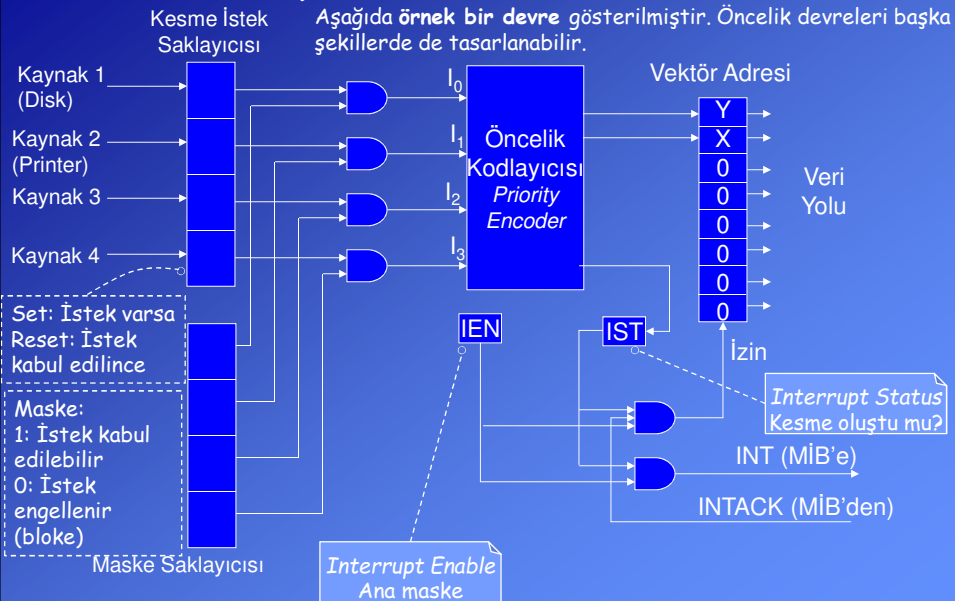 Kesme İstek
Saklayıcısı
Aşağıda örnek bir devre gösterilmiştir. Öncelik devreleri başka
şekillerde de tasarlanabilir.
Kaynak 1
(Disk)
Kaynak 2
(Printer)
Kaynak 3
Kaynak 4
I0
I1
I2
I3
Öncelik
Kodlayıcısı
Priority
Encoder
Vektör Adresi
Y
X
0
0
0
0
0
0
Veri
Yolu
Set: İstek varsa
Reset: İstek
kabul edilince
Maske:
1: İstek kabul
edilebilir
0: İstek
engellenir
(bloke)
Maske Saklayıcısı
IEN
IST
İzin
Interrupt Status
Kesme oluştu mu?
INT (MİB'e)
INTACK (MİB'den)
Interrupt Enable
Ana maske